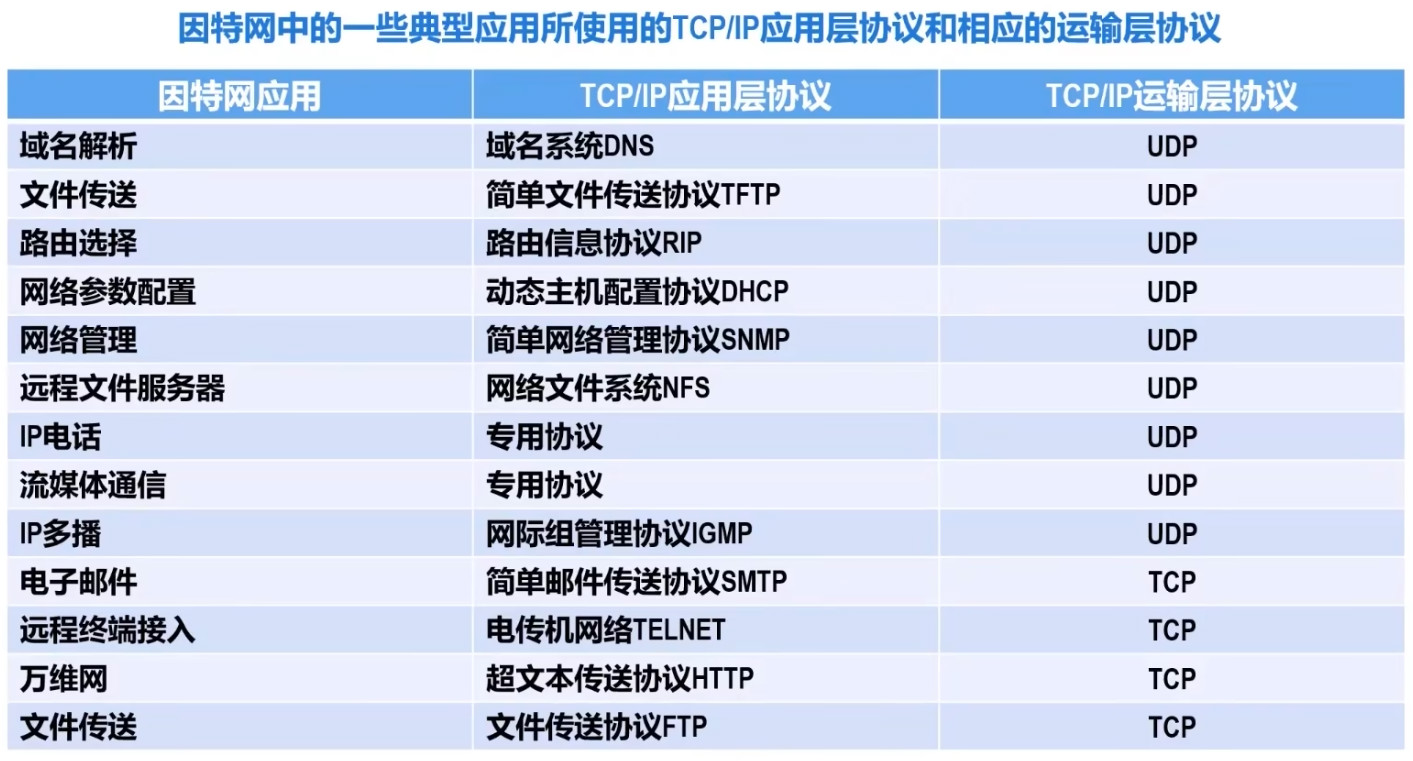 因特网中的一些典型应用所使用的TCP/IP应用层协议和相应的运输层协议
因特网应用 TCP/IP应用层协议 TCP/IP运输层协议
域名解析 域名系统DNS UDP
文件传送 简单文件传送协议TFTP UDP
路由选择 路由信息协议RIP UDP
网络参数配置 动态主机配置协议DHCP UDP
网络管理 简单网络管理协议SNMP UDP
远程文件服务器 网络文件系统NFS UDP
IP电话 专用协议 UDP
流媒体通信 专用协议 UDP
IP多播 网际组管理协议IGMP UDP
电子邮件 简单邮件传送协议SMTP TCP
远程终端接入 电传机网络TELNET TCP
万维网 超文本传送协议HTTP TCP
文件传送 文件传送协议FTP TCP